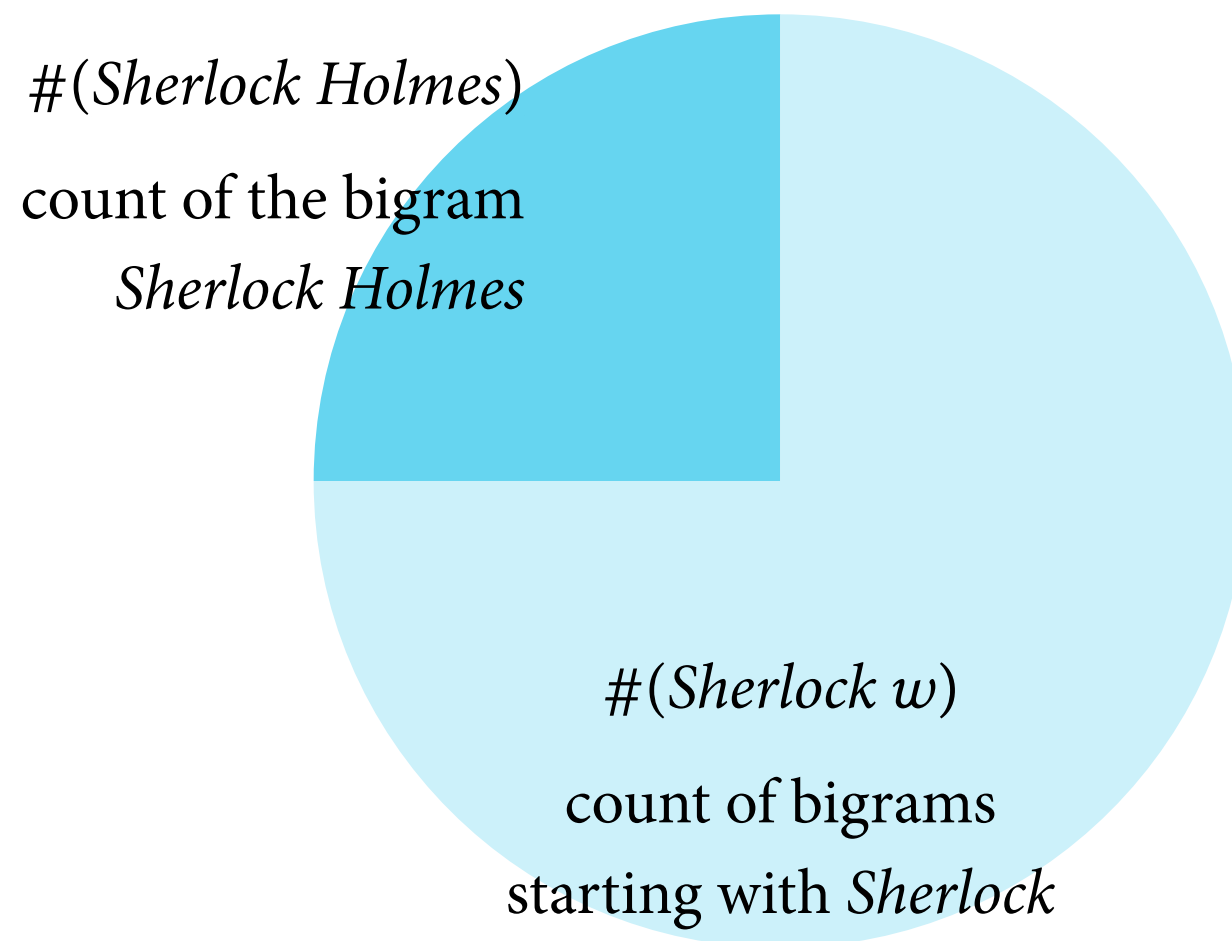 #(Sherlock Holmes)
count of the bigram
Sherlock Holmes
#(Sherlock w)
count of bigrams
starting with Sherlock